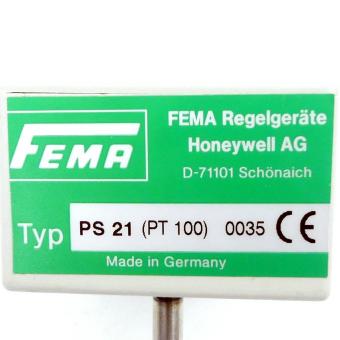 FEMA
FEMA Regelgeräte
Honeywell AG
D-71101 Schönaich
Typ PS 21 (PT 100) 0035 CE
Made in Germany